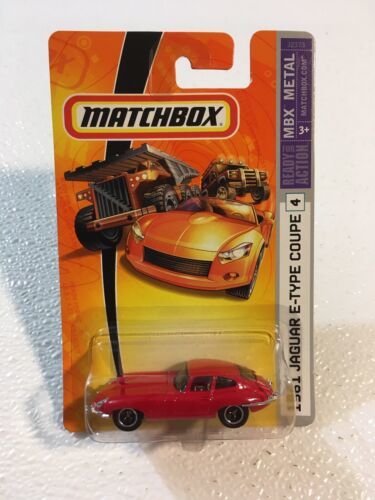 MATCHBOX
MBX METAL
MATCHBOX.COM
READY FOR ACTION
3+
4
1961 JAGUAR E-TYPE COUPE